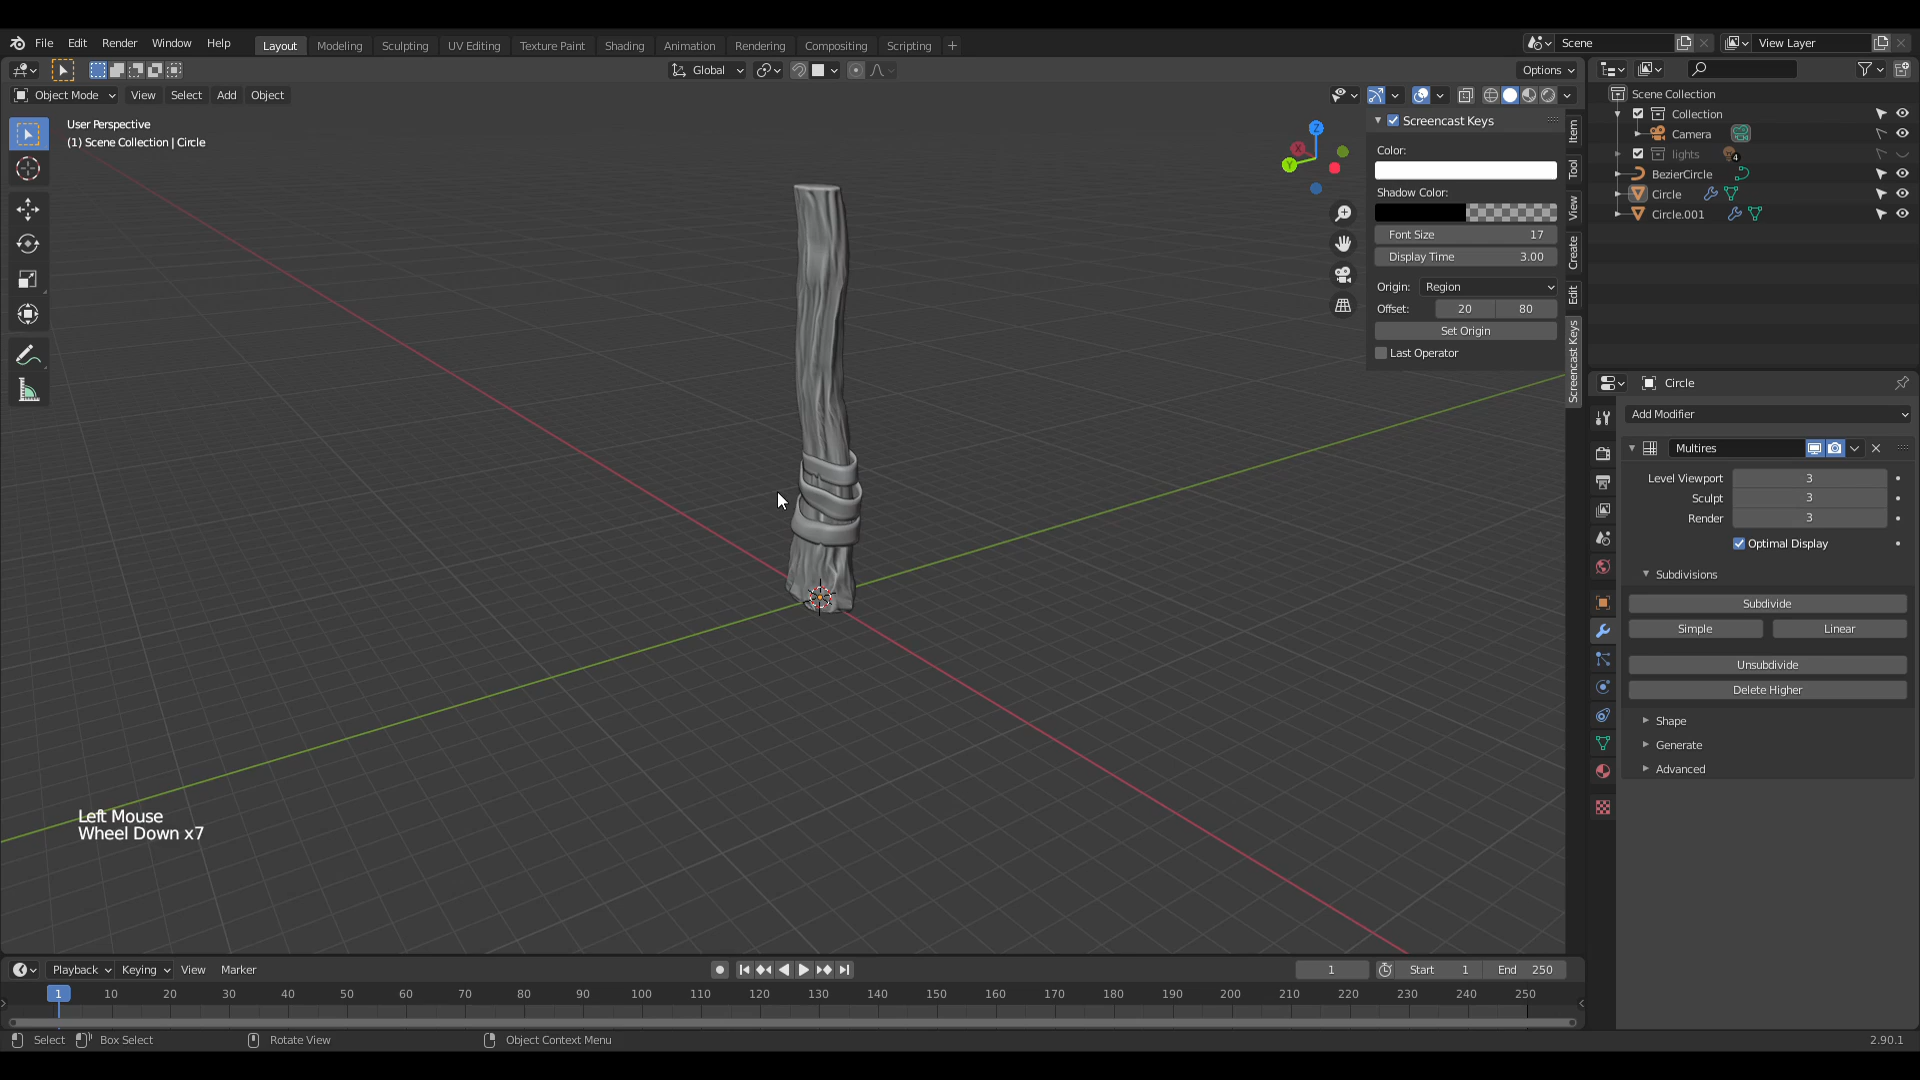 File Edit Render Window Help Layout Modeling Sculpting UV Editing Texture Paint Shading Animation Rendering Compositing Scripting + Scene View Layer
Global Options
Object Mode View Select Add Object
User Perspective
(1) Scene Collection | Circle
Z
X
Y
Screencast Keys
Color:
Shadow Color:
Font Size 17
Display Time 3.00
Origin: Region
Offset: 20 80
Set Origin
Last Operator
Item
Tool
View
Create
Edit
Screencast Keys
Scene Collection
Collection
Camera
lights 4
BezierCircle
Circle
Circle.001
Circle
Add Modifier
Multires
Level Viewport 3
Sculpt 3
Render 3
Optimal Display
Subdivisions
Subdivide
Simple Linear
Unsubdivide
Delete Higher
Shape
Generate
Advanced
Left Mouse
Wheel Down x7
Playback Keying View Marker 1 Start 1 End 250
1 10 20 30 40 50 60 70 80 90 100 110 120 130 140 150 160 170 180 190 200 210 220 230 240 250
Select Box Select Rotate View Object Context Menu 2.90.1